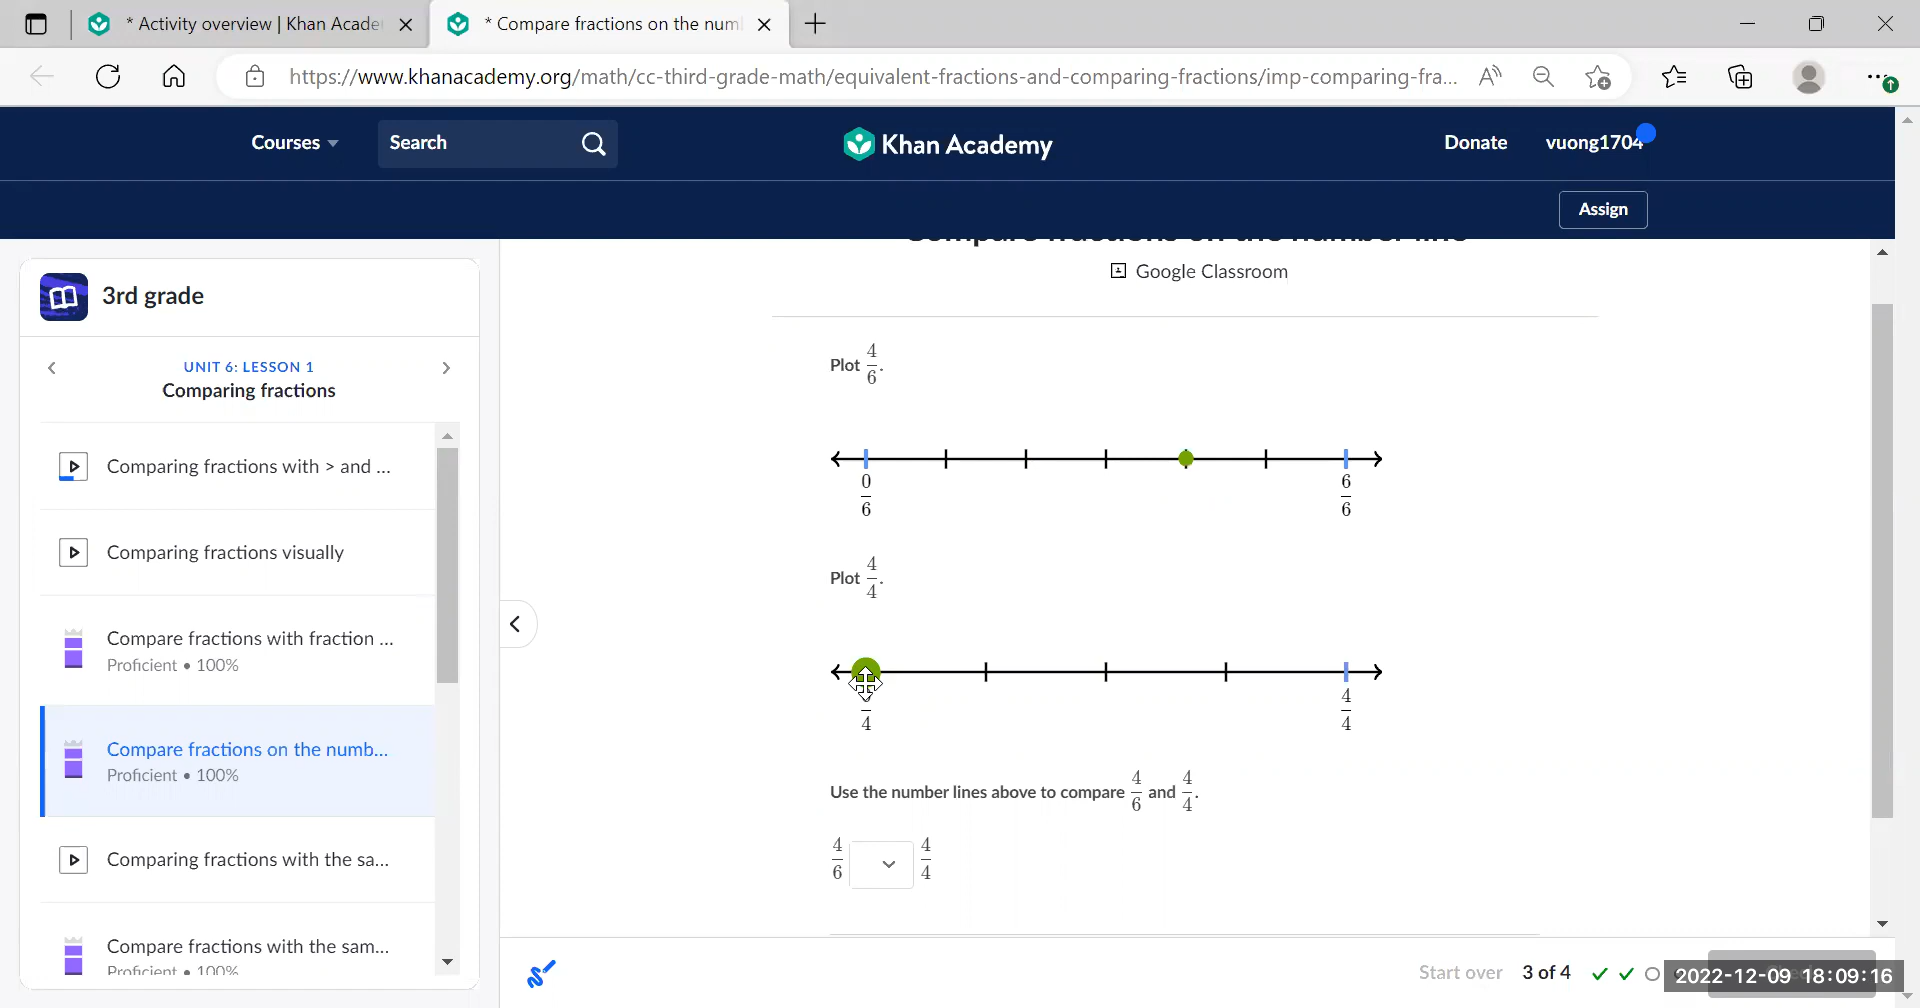 * Activity overview | Khan Acade
* Compare fractions on the num
https://www.khanacademy.org/math/cc-third-grade-math/equivalent-fractions-and-comparing-fractions/imp-comparing-fra...
Courses
Search
Khan Academy
Donate
vuong1704
Assign
3rd grade
UNIT 6: LESSON 1
Comparing fractions
Comparing fractions with > and ...
Comparing fractions visually
Compare fractions with fraction ...
Proficient • 100%
Compare fractions on the numb...
Proficient • 100%
Comparing fractions with the sa...
Compare fractions with the sam...
Proficient • 100%
Compare fractions on the number line
Google Classroom
Plot 4/6.
0/6 6/6
Plot 4/4.
4 4/4
Use the number lines above to compare 4/6 and 4/4.
4/6 4/4
Start over 3 of 4
2022-12-09 18:09:16